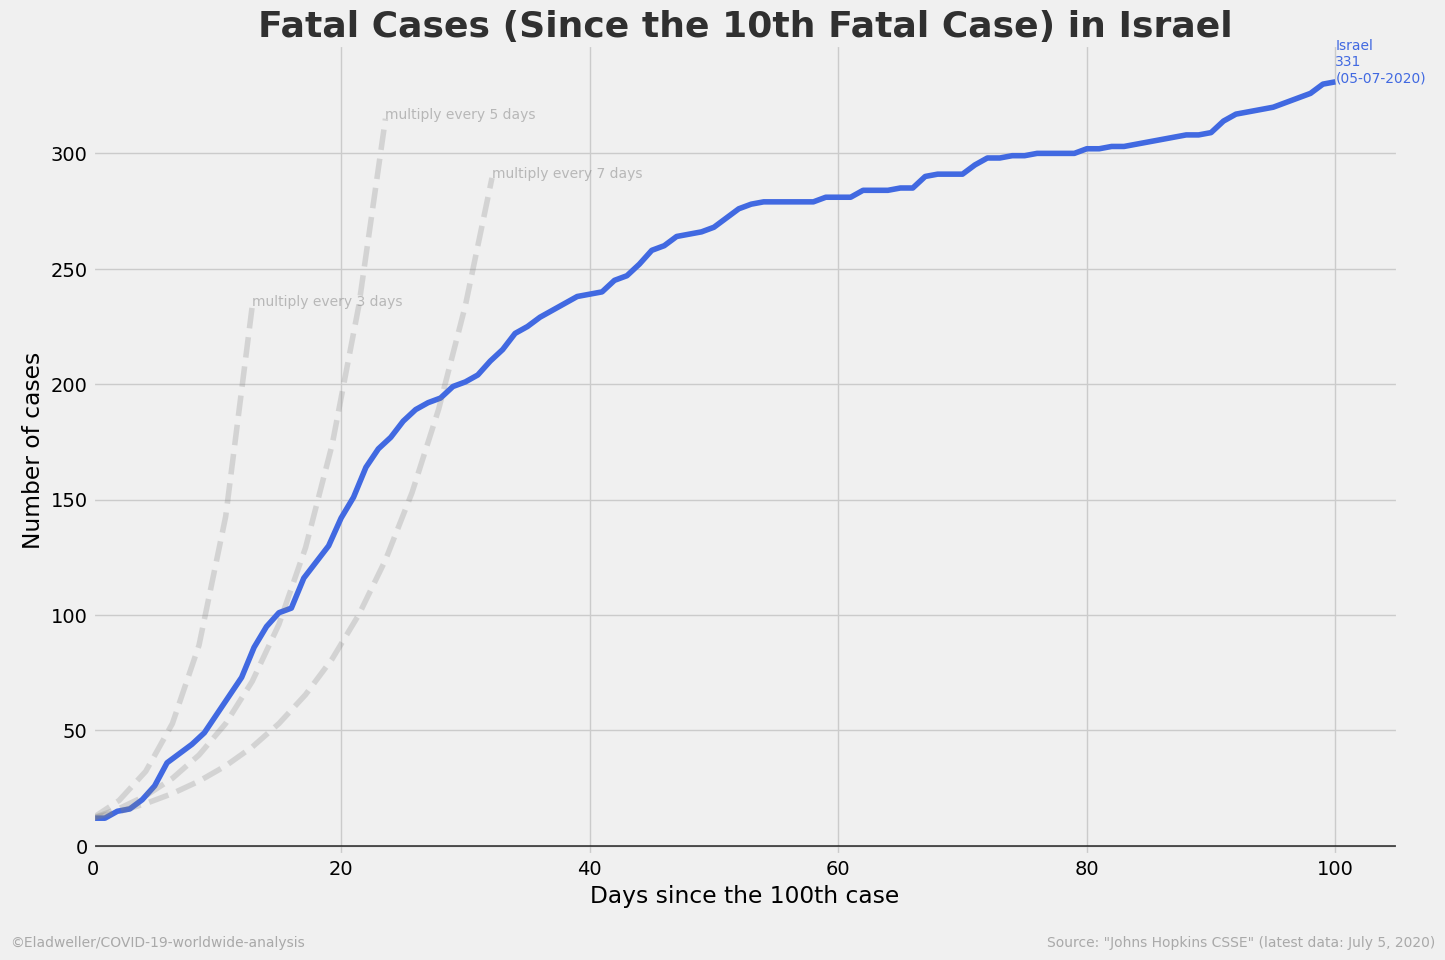 Fatal Cases (Since the 10th Fatal Case) in Israel
Israel
331
(05-07-2020)
multiply every 5 days
multiply every 7 days
multiply every 3 days
300
250
200
150
100
50
0
Number of cases
0 20 40 60 80 100
Days since the 100th case
©Eladweller/COVID-19-worldwide-analysis
Source: "Johns Hopkins CSSE" (latest data: July 5, 2020)